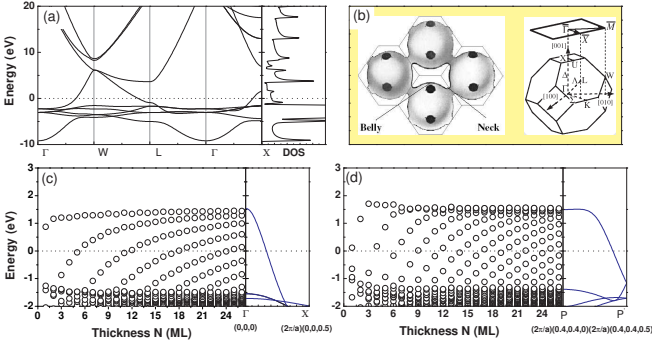 (a)
20
10
0
-10
Energy (eV)
Γ W L Γ X DOS
(b)
Belly Neck
Γ M
X
[001]
X
U
Δ Λ L W
Γ
[100] [010]
K
(c)
3
2
1
0
-1
-2
Energy (eV)
0 3 6 9 12 15 18 21 24 Γ X
Thickness N (ML) (0,0,0) (2π/a)(0,0,0.5)
(d)
3
2
1
0
-1
-2
0 3 6 9 12 15 18 21 24 P P
Thickness N (ML) (2π/a)(0.4,0.4,0)(2π/a)(0.4,0.4,0.5)